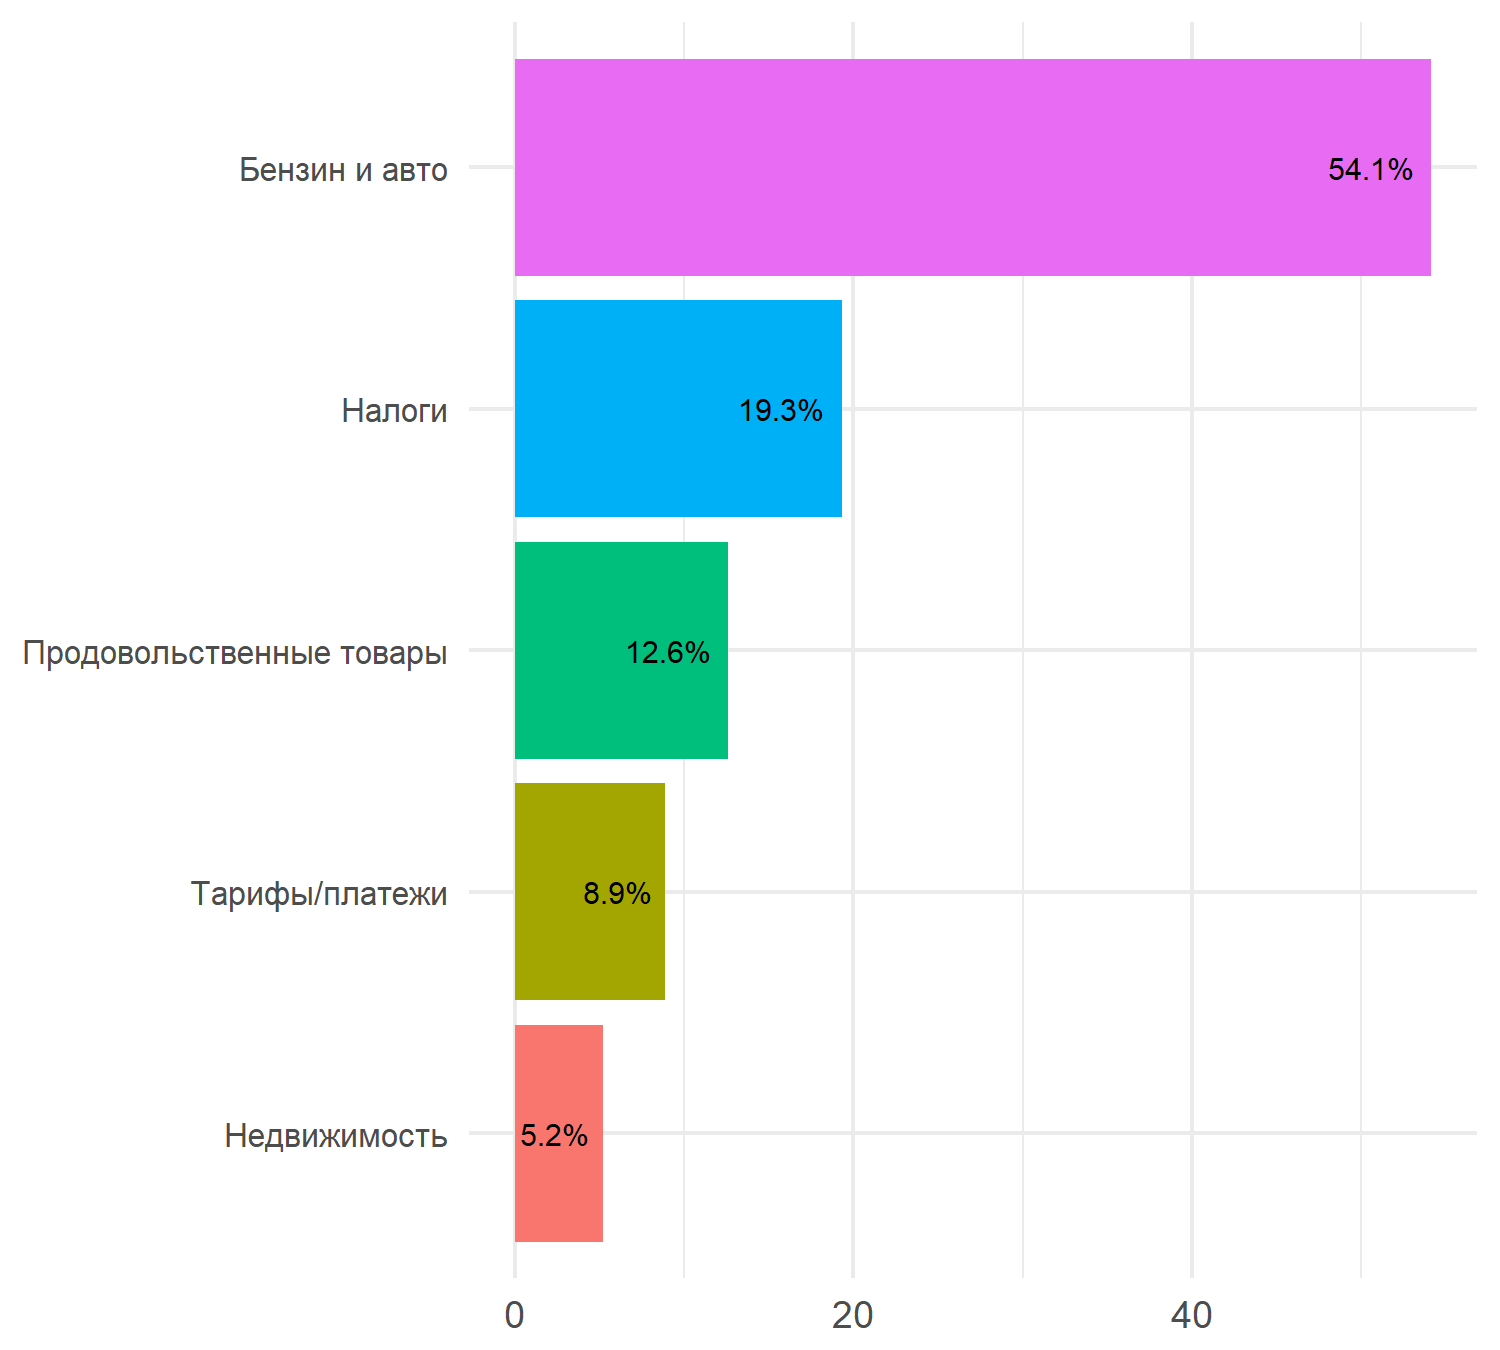 Бензин и авто
54.1%
Налоги
19.3%
Продовольственные товары
12.6%
Тарифы/платежи
8.9%
Недвижимость
5.2%
0
20
40